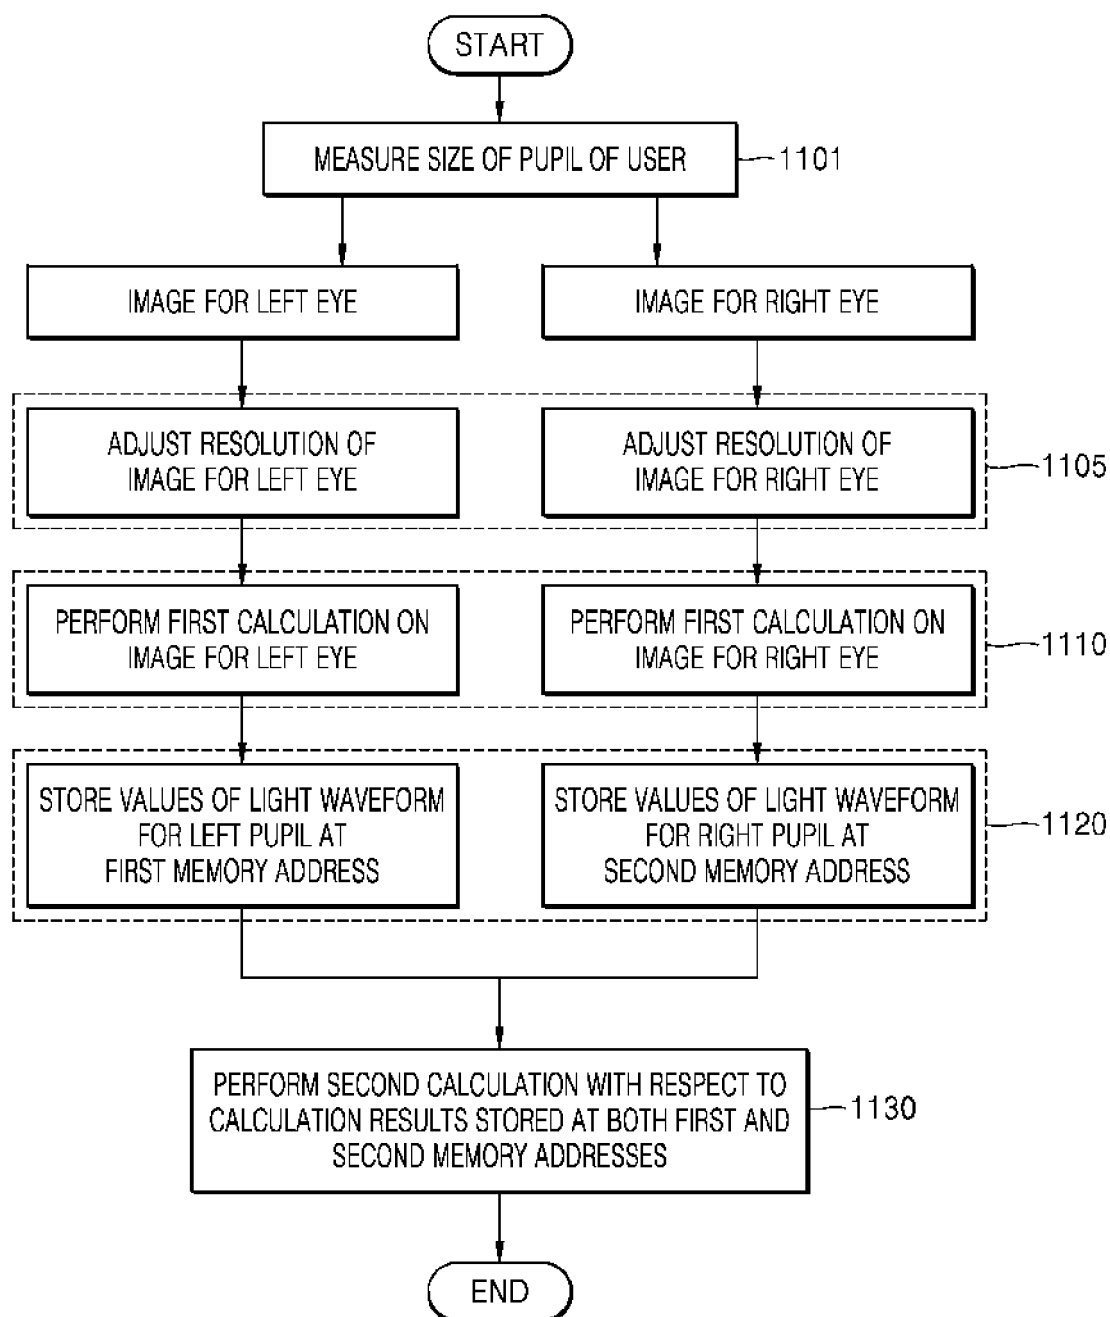 START
MEASURE SIZE OF PUPIL OF USER
1101
IMAGE FOR LEFT EYE
IMAGE FOR RIGHT EYE
ADJUST RESOLUTION OF
IMAGE FOR LEFT EYE
ADJUST RESOLUTION OF
IMAGE FOR RIGHT EYE
1105
PERFORM FIRST CALCULATION ON
IMAGE FOR LEFT EYE
PERFORM FIRST CALCULATION ON
IMAGE FOR RIGHT EYE
1110
STORE VALUES OF LIGHT WAVEFORM
FOR LEFT PUPIL AT
FIRST MEMORY ADDRESS
STORE VALUES OF LIGHT WAVEFORM
FOR RIGHT PUPIL AT
SECOND MEMORY ADDRESS
1120
PERFORM SECOND CALCULATION WITH RESPECT TO
CALCULATION RESULTS STORED AT BOTH FIRST AND
SECOND MEMORY ADDRESSES
1130
END